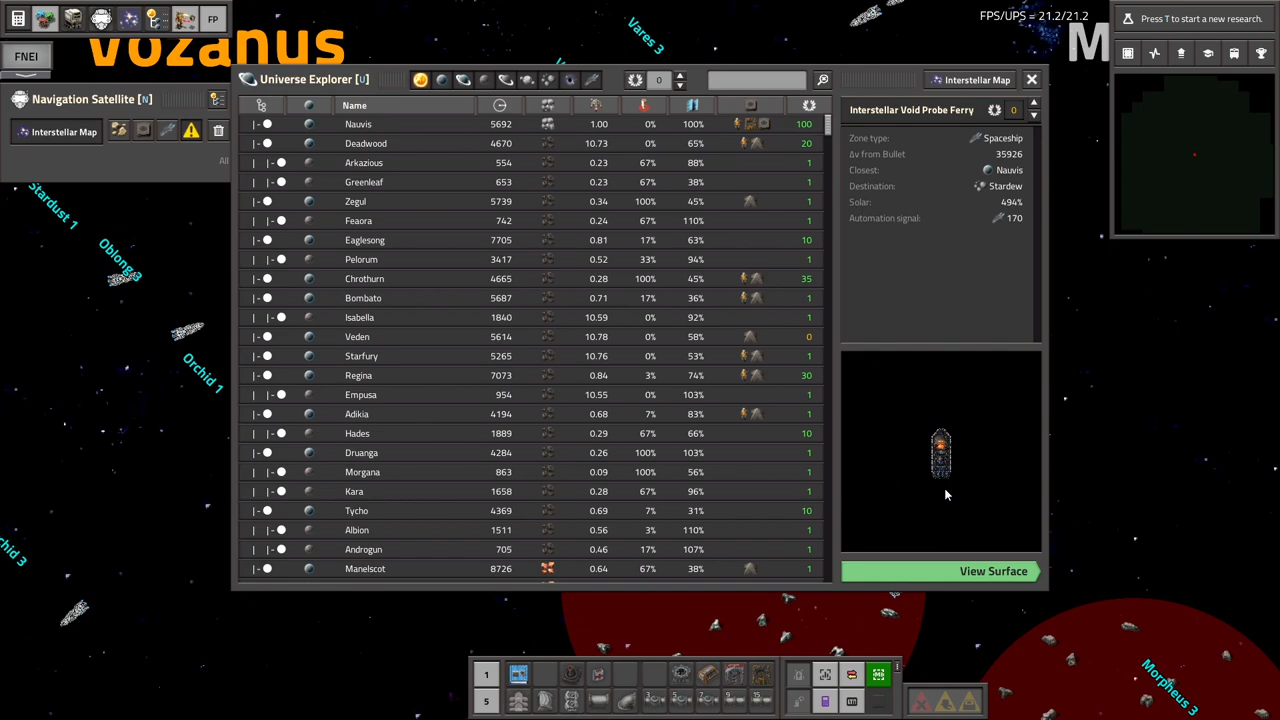 FP
FNEI
Vozanus
Vares 3
FPS/UPS = 21.2/21.2
M
Press T to start a new research.
Navigation Satellite [N]
Interstellar Map
All
Stardust 1
Oblong 3
Orchid 1
chid 3
Morpheus 3
Universe Explorer [U]
0
Interstellar Map
Name
Nauvis 5692 1.00 0% 100% 100
Deadwood 4670 10.73 0% 65% 20
Arkazious 554 0.23 67% 88% 1
Greenleaf 653 0.23 67% 38% 1
Zegul 5739 0.34 100% 45% 1
Feaora 742 0.24 67% 110% 1
Eaglesong 7705 0.81 17% 63% 10
Pelorum 3417 0.52 33% 94% 1
Chrothurn 4665 0.28 100% 45% 35
Bombato 5687 0.71 17% 36% 1
Isabella 1840 10.59 0% 92% 1
Veden 5614 10.78 0% 58% 0
Starfury 5265 10.76 0% 53% 1
Regina 7073 0.84 3% 74% 30
Empusa 954 10.55 0% 103% 1
Adikia 4194 0.68 7% 83% 1
Hades 1889 0.29 67% 66% 10
Druanga 4284 0.26 100% 103% 1
Morgana 863 0.09 100% 56% 1
Kara 1658 0.28 67% 96% 1
Tycho 4369 0.69 7% 31% 10
Albion 1511 0.56 3% 110% 1
Androgun 705 0.46 17% 107% 1
Manelscot 8726 0.64 67% 38% 1
Interstellar Void Probe Ferry 0
Zone type: Spaceship
Δv from Bullet 35926
Closest: Nauvis
Destination: Stardew
Solar: 494%
Automation signal: 170
View Surface
1
5
3 5 7 9 15